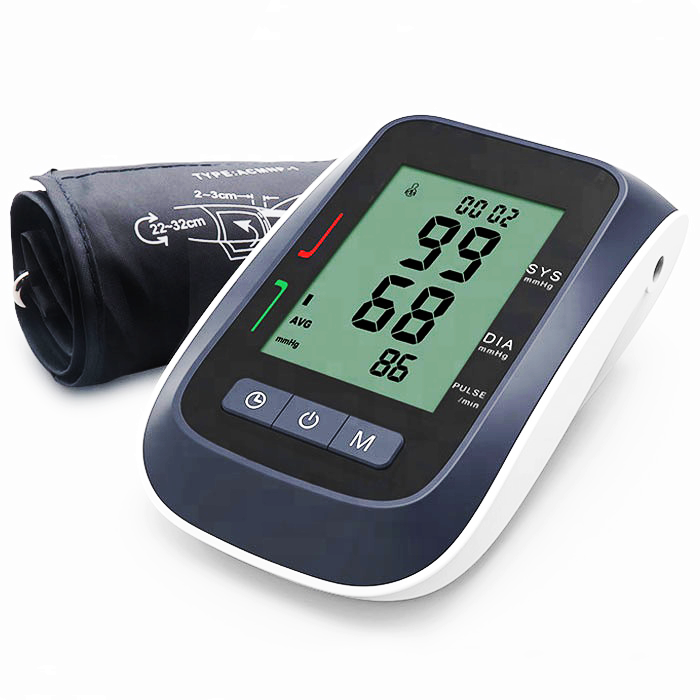 TYPE:ACMNP-1
2~3cm
22~32cm
00 02
99
SYS
mmHg
68
AVG
mmHg
DIA
mmHg
86
PULSE
/min
M